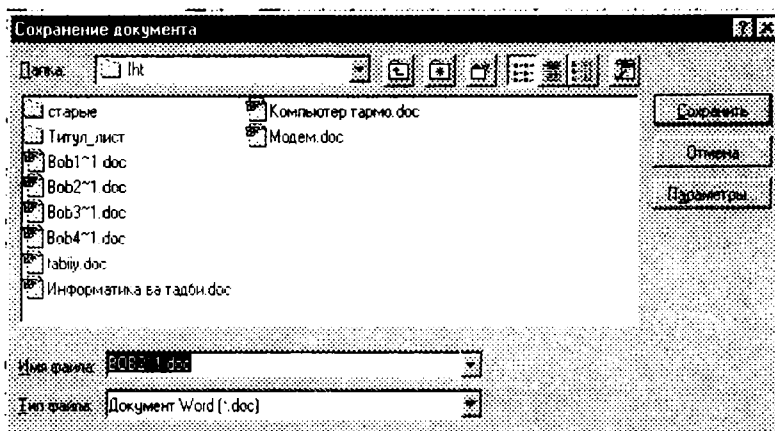 Сохранение документа
Папка: lht
старые
Титул_лист
Bob1~1.doc
Bob2~1.doc
Bob3~1.doc
Bob4~1.doc
tabiiy.doc
Информатика ва тадби.doc
Компьютер тармо.doc
Модем.doc
Сохранить
Отмена
Параметры...
Имя файла:
Тип файла: Документ Word (*.doc)